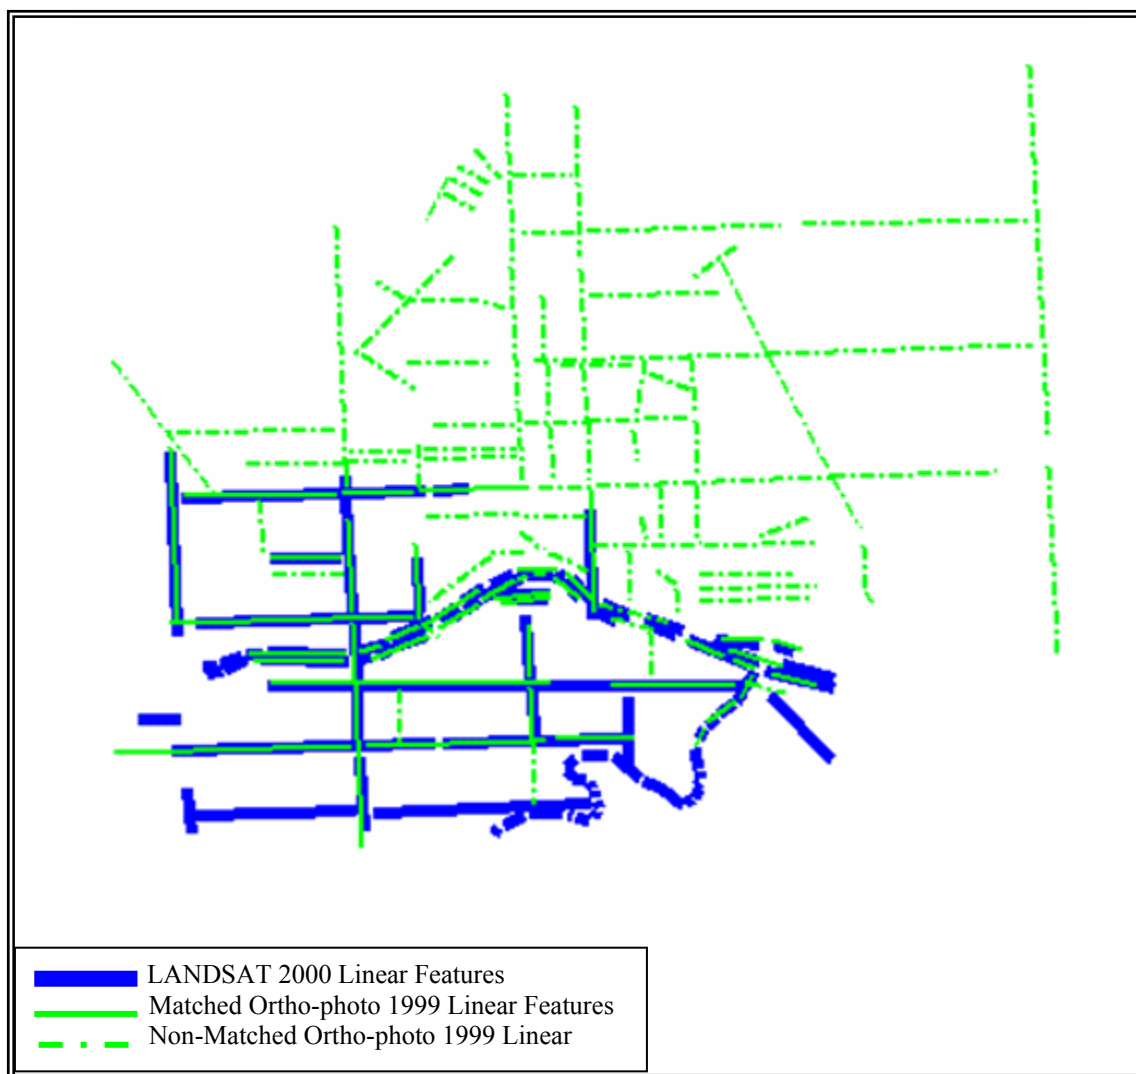 LANDSAT 2000 Linear Features
Matched Ortho-photo 1999 Linear Features
Non-Matched Ortho-photo 1999 Linear